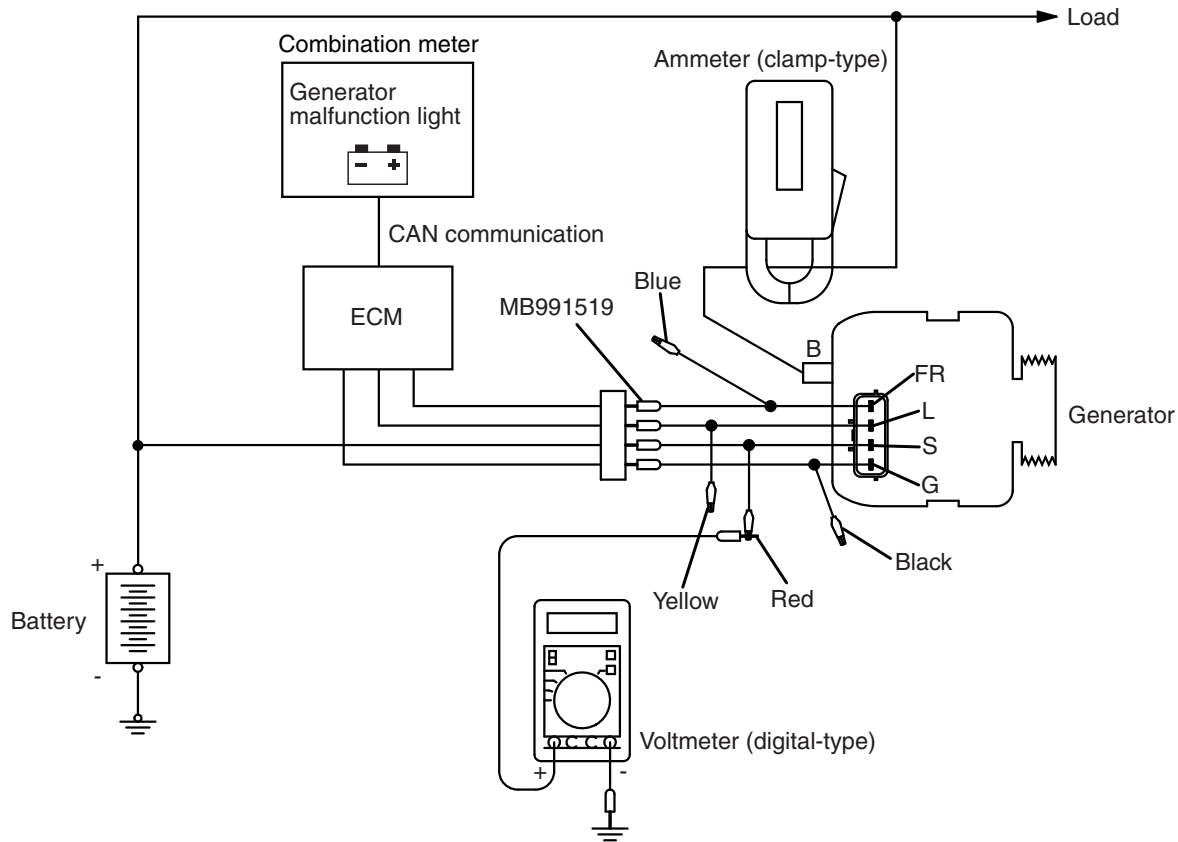 Load
Combination meter
Ammeter (clamp-type)
Generator
malfunction light
- +
CAN communication
Blue
MB991519
ECM
B
FR
L
Generator
S
G
Black
+
Yellow
Red
Battery
-
Voltmeter (digital-type)
+ -